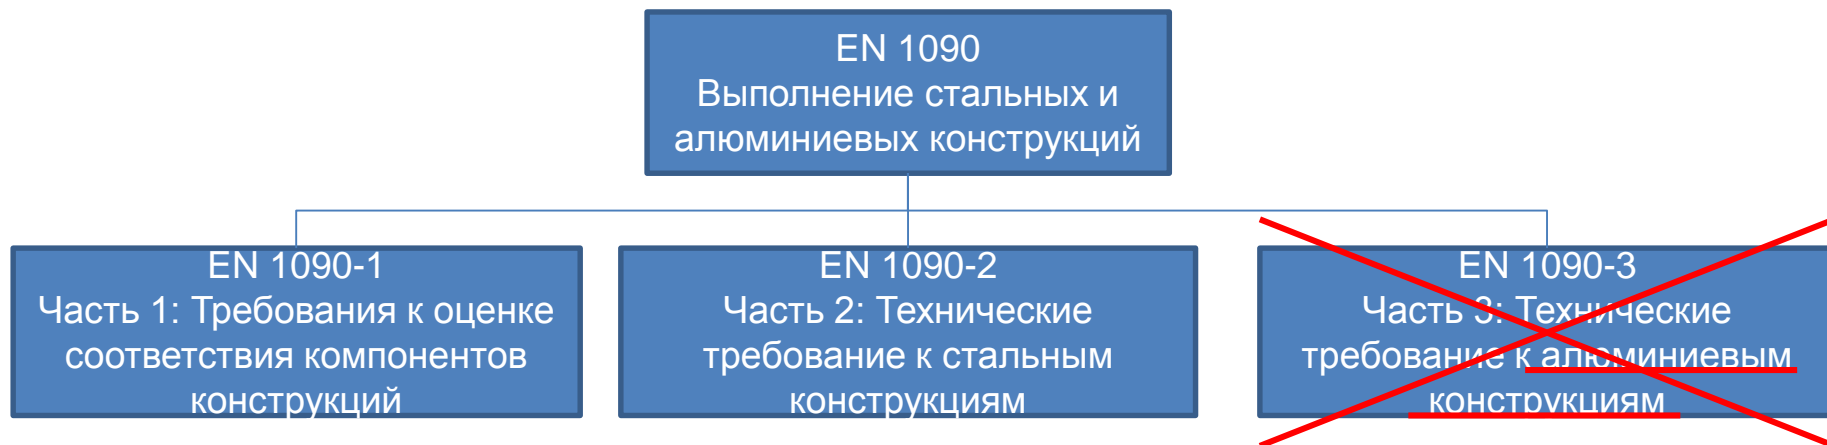 EN 1090
Выполнение стальных и
алюминиевых конструкций
EN 1090-1
Часть 1: Требования к оценке
соответствия компонентов
конструкций
EN 1090-2
Часть 2: Технические
требование к стальным
конструкциям
EN 1090-3
Часть 3: Технические
требование к алюминиевым
конструкциям